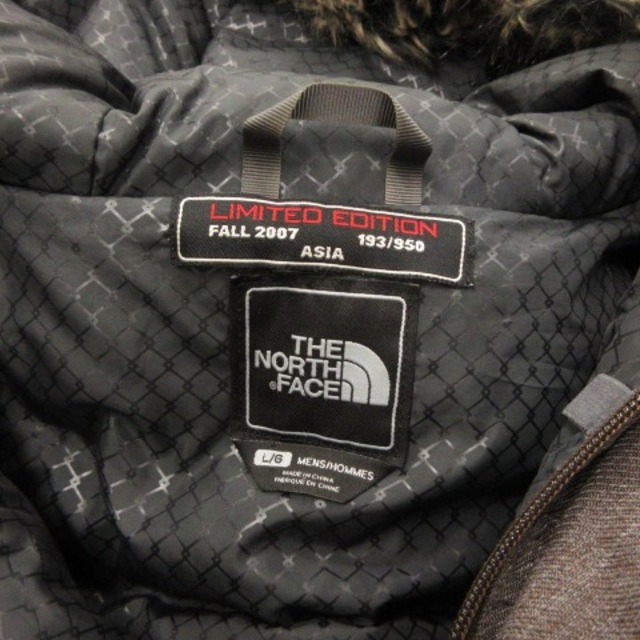 LIMITED EDITION
FALL 2007 193/950
ASIA
THE
NORTH
®FACE
L/G MENS/HOMMES
MADE IN CHINA
FABRIQUÉ EN CHINE